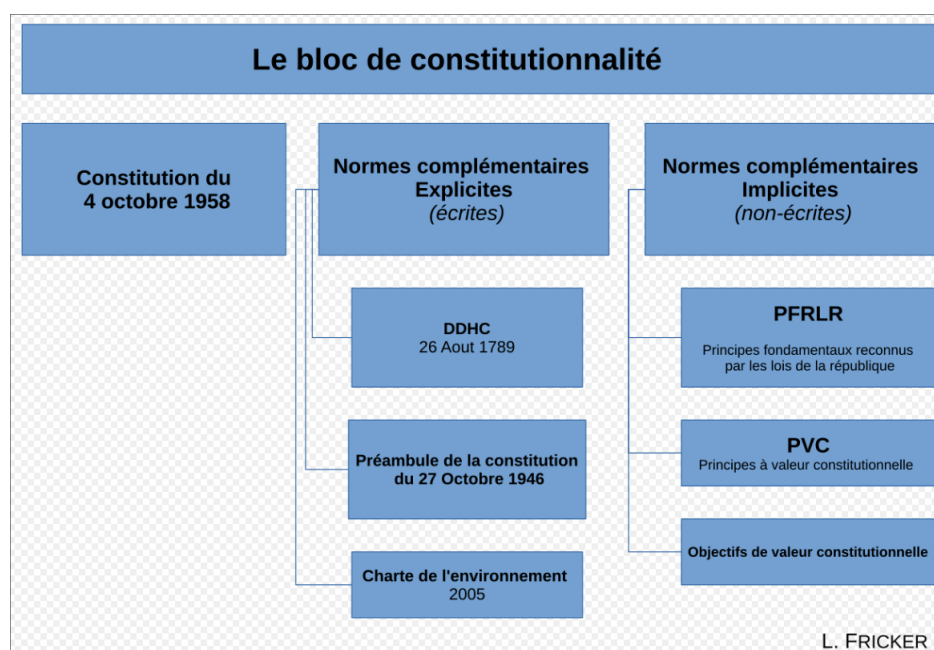 Le bloc de constitutionnalité
Constitution du
4 octobre 1958
Normes complémentaires
Explicites
(écrites)
DDHC
26 Aout 1789
Préambule de la constitution
du 27 Octobre 1946
Charte de l'environnement
2005
Normes complémentaires
Implicites
(non-écrites)
PFRLR
Principes fondamentaux reconnus
par les lois de la république
PVC
Principes à valeur constitutionnelle
Objectifs de valeur constitutionnelle
L. FRICKER